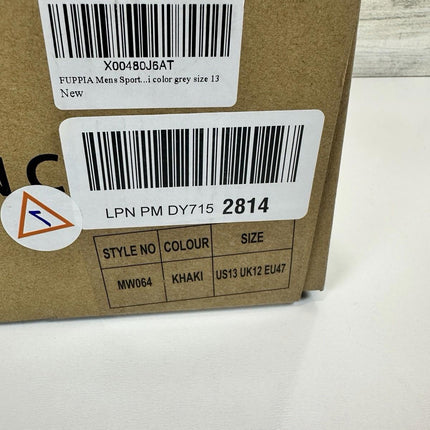 X00480J6AT
FUPPIA Mens Sport...i color grey size 13
New
NC
LPN PM DY715 2814
STYLE NO COLOUR SIZE
MW064 KHAKI US13 UK12 EU47